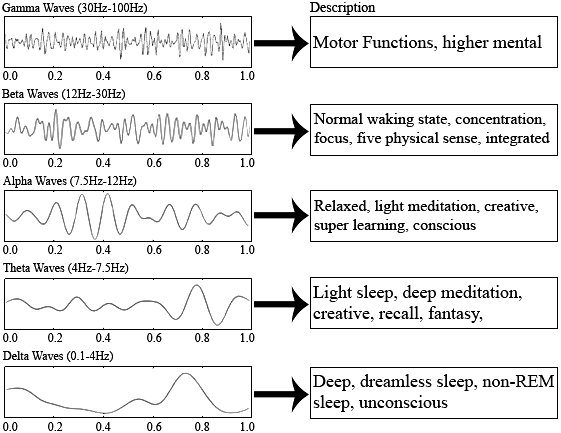 Gamma Waves (30Hz-100Hz)
Description
Motor Functions, higher mental
0.0 0.2 0.4 0.6 0.8 1.0
Beta Waves (12Hz-30Hz)
Normal waking state, concentration,
focus, five physical sense, integrated
0.0 0.2 0.4 0.6 0.8 1.0
Alpha Waves (7.5Hz-12Hz)
Relaxed, light meditation, creative,
super learning, conscious
0.0 0.2 0.4 0.6 0.8 1.0
Theta Waves (4Hz-7.5Hz)
Light sleep, deep meditation,
creative, recall, fantasy,
0.0 0.2 0.4 0.6 0.8 1.0
Delta Waves (0.1-4Hz)
Deep, dreamless sleep, non-REM
sleep, unconscious
0.0 0.2 0.4 0.6 0.8 1.0